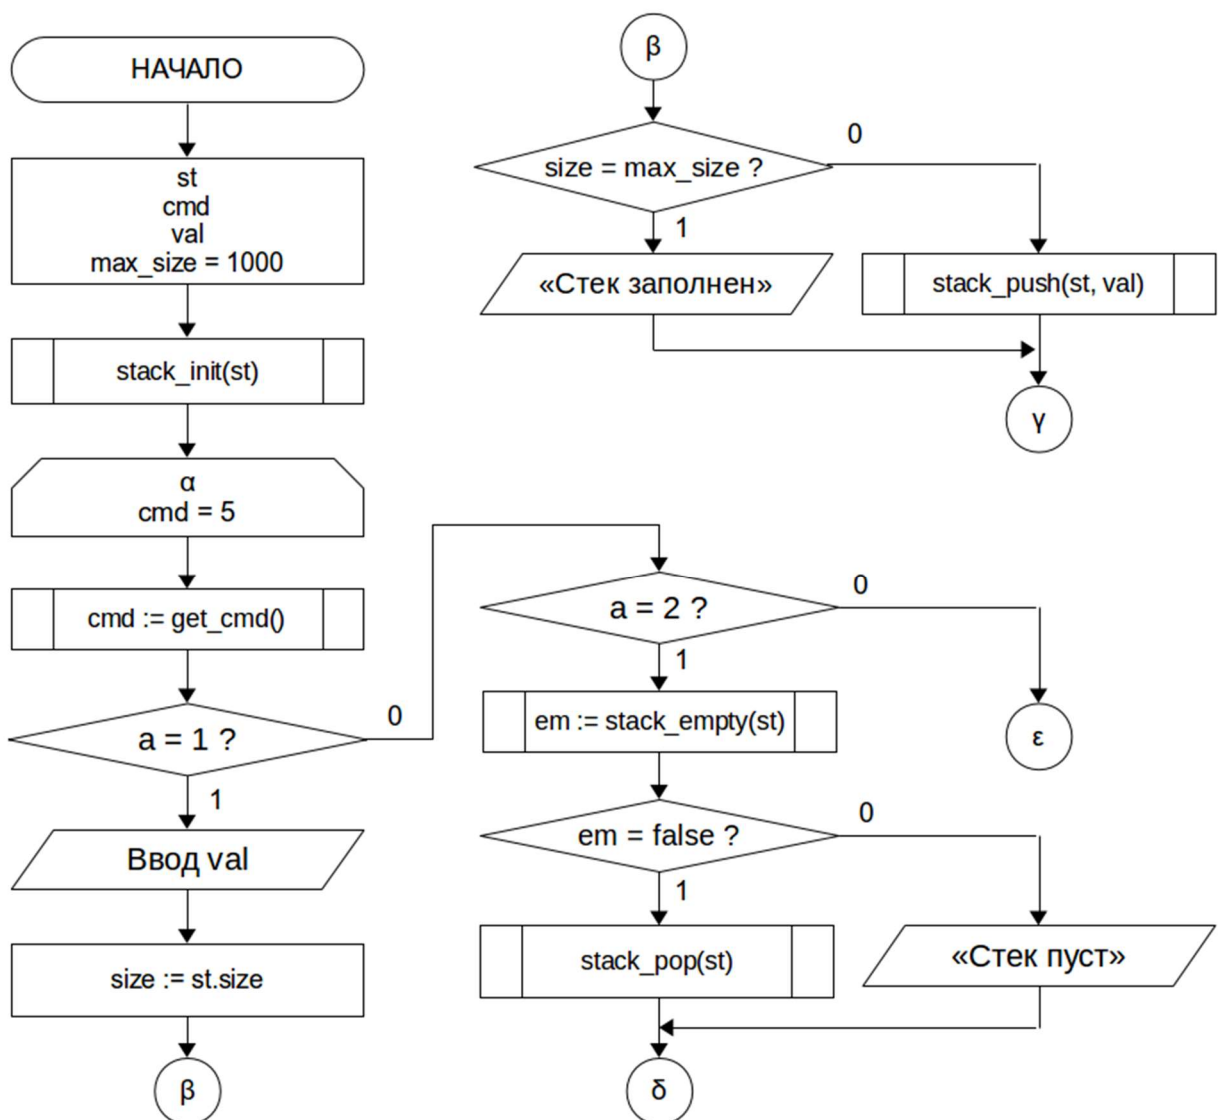 НАЧАЛО
st
cmd
val
max_size = 1000
stack_init(st)
α
cmd = 5
cmd := get_cmd()
a = 1 ?
0
1
Ввод val
size := st.size
β
β
size = max_size ?
0
1
«Стек заполнен»
stack_push(st, val)
γ
a = 2 ?
0
1
em := stack_empty(st)
ε
em = false ?
0
1
stack_pop(st)
«Стек пуст»
δ